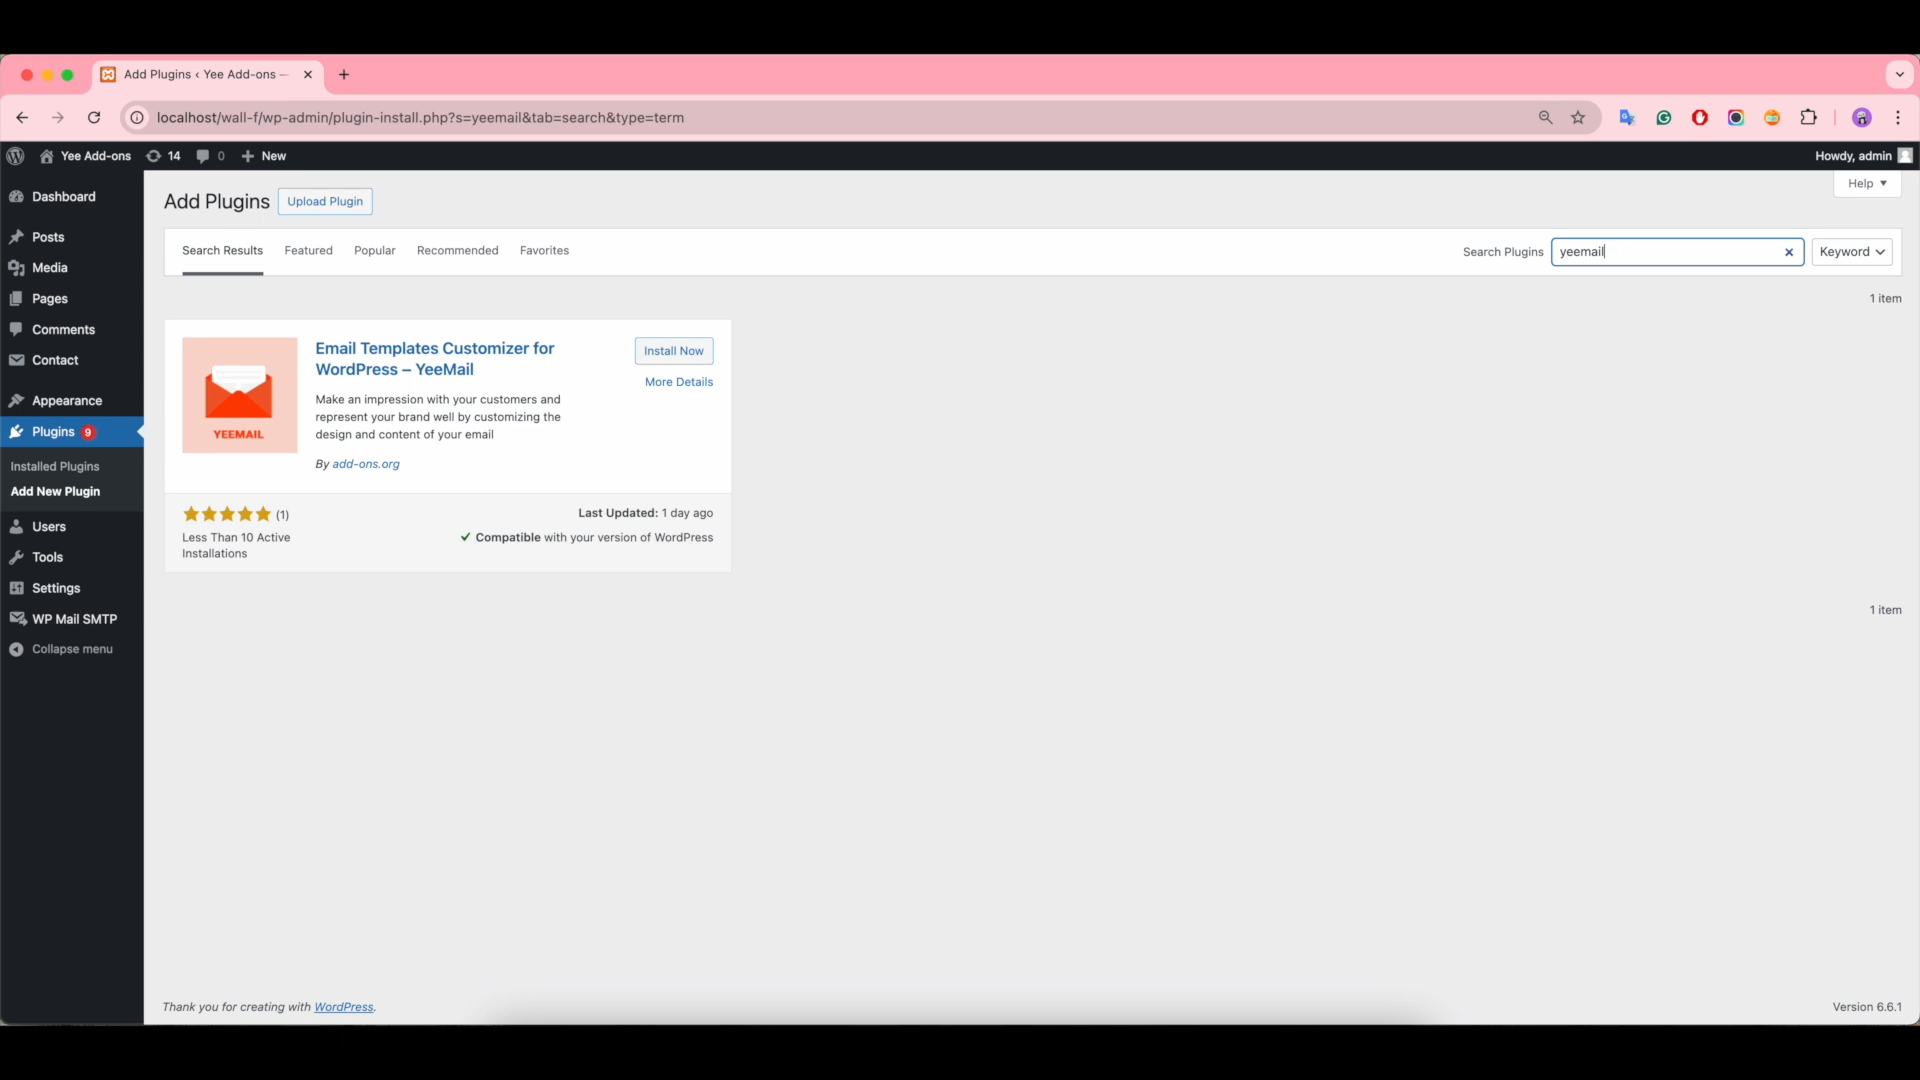 Add Plugins ‹ Yee Add-ons —
localhost/wall-f/wp-admin/plugin-install.php?s=yeemail&tab=search&type=term
Yee Add-ons 14 0 New
Howdy, admin
Dashboard
Posts
Media
Pages
Comments
Contact
Appearance
Plugins 9
Installed Plugins
Add New Plugin
Users
Tools
Settings
WP Mail SMTP
Collapse menu
Help
Add Plugins
Upload Plugin
Search Results
Featured
Popular
Recommended
Favorites
Search Plugins
yeemail
Keyword
1 item
YEEMAIL
Email Templates Customizer for
WordPress – YeeMail
Install Now
More Details
Make an impression with your customers and
represent your brand well by customizing the
design and content of your email
By add-ons.org
(1)
Less Than 10 Active
Installations
Last Updated: 1 day ago
Compatible with your version of WordPress
1 item
Thank you for creating with WordPress.
Version 6.6.1